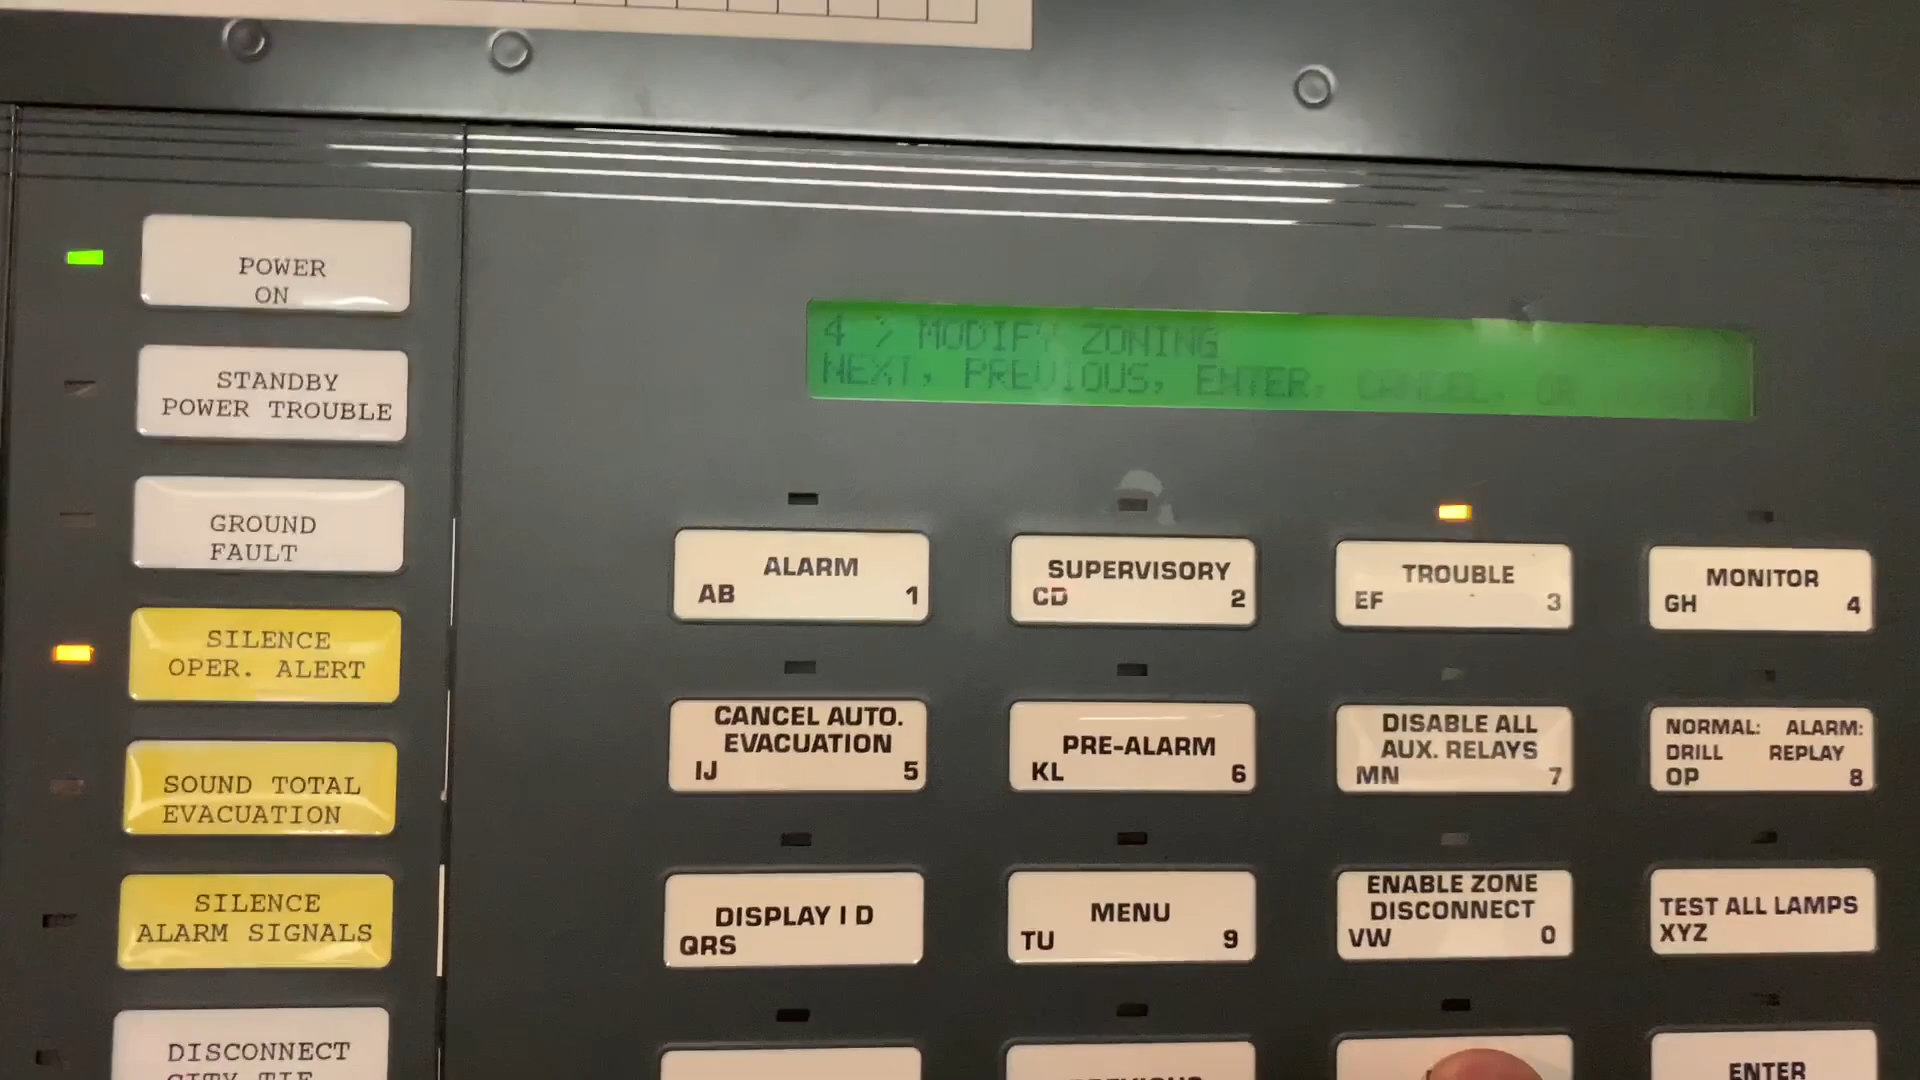 4 > MODIFY ZONING
NEXT, PREVIOUS, ENTER, CANCEL, OR
POWER
ON
STANDBY
POWER TROUBLE
GROUND
FAULT
SILENCE
OPER. ALERT
SOUND TOTAL
EVACUATION
SILENCE
ALARM SIGNALS
DISCONNECT
CITY TIE
ALARM
AB 1
SUPERVISORY
CD 2
TROUBLE
EF 3
MONITOR
GH 4
CANCEL AUTO.
EVACUATION
IJ 5
PRE-ALARM
KL 6
DISABLE ALL
AUX. RELAYS
MN 7
NORMAL: ALARM:
DRILL REPLAY
OP 8
DISPLAY I D
QRS
MENU
TU 9
ENABLE ZONE
DISCONNECT
VW 0
TEST ALL LAMPS
XYZ
PREVIOUS
ENTER